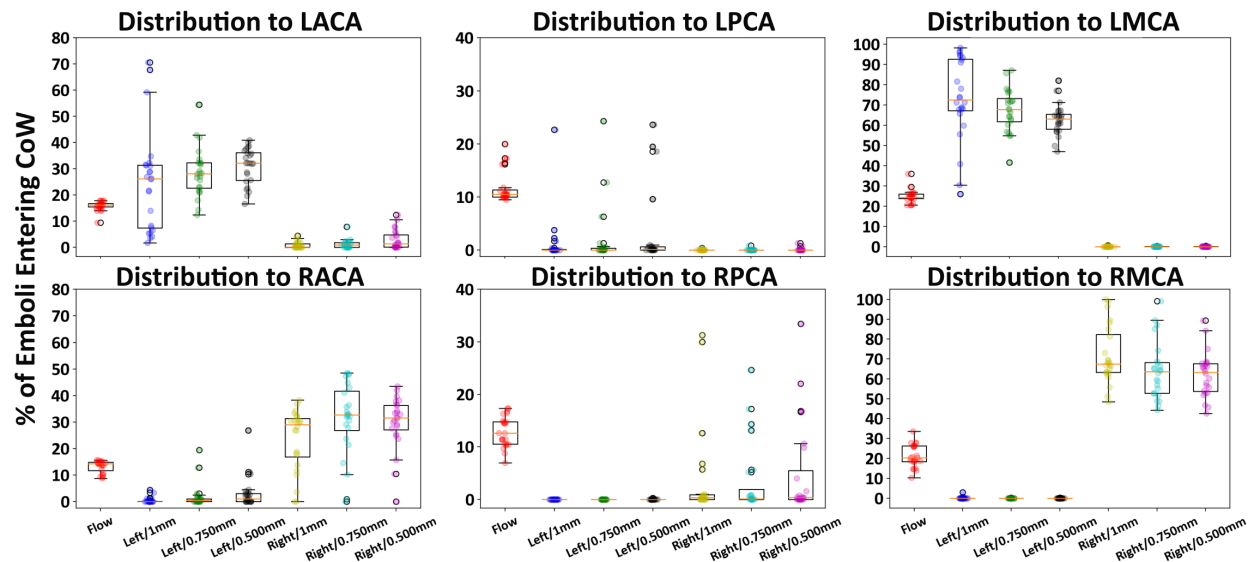 Distribution to LACA
Distribution to LPCA
Distribution to LMCA
% of Emboli Entering CoW
80
70
60
50
40
30
20
10
0
40
30
20
10
0
100
90
80
70
60
50
40
30
20
10
0
Distribution to RACA
Distribution to RPCA
Distribution to RMCA
80
70
60
50
40
30
20
10
0
40
30
20
10
0
100
90
80
70
60
50
40
30
20
10
0
Flow
Left/1mm
Left/0.750mm
Left/0.500mm
Right/1mm
Right/0.750mm
Right/0.500mm
Flow
Left/1mm
Left/0.750mm
Left/0.500mm
Right/1mm
Right/0.750mm
Right/0.500mm
Flow
Left/1mm
Left/0.750mm
Left/0.500mm
Right/1mm
Right/0.750mm
Right/0.500mm